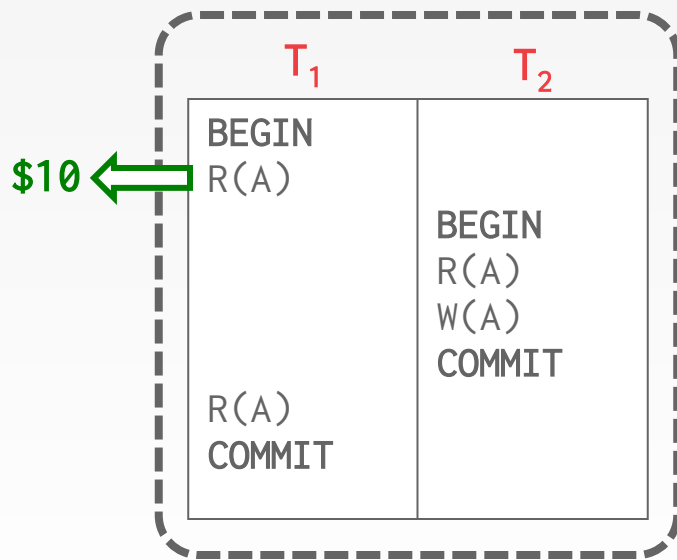 T1 T2
BEGIN
$10 R(A)
BEGIN
R(A)
W(A)
COMMIT
R(A)
COMMIT